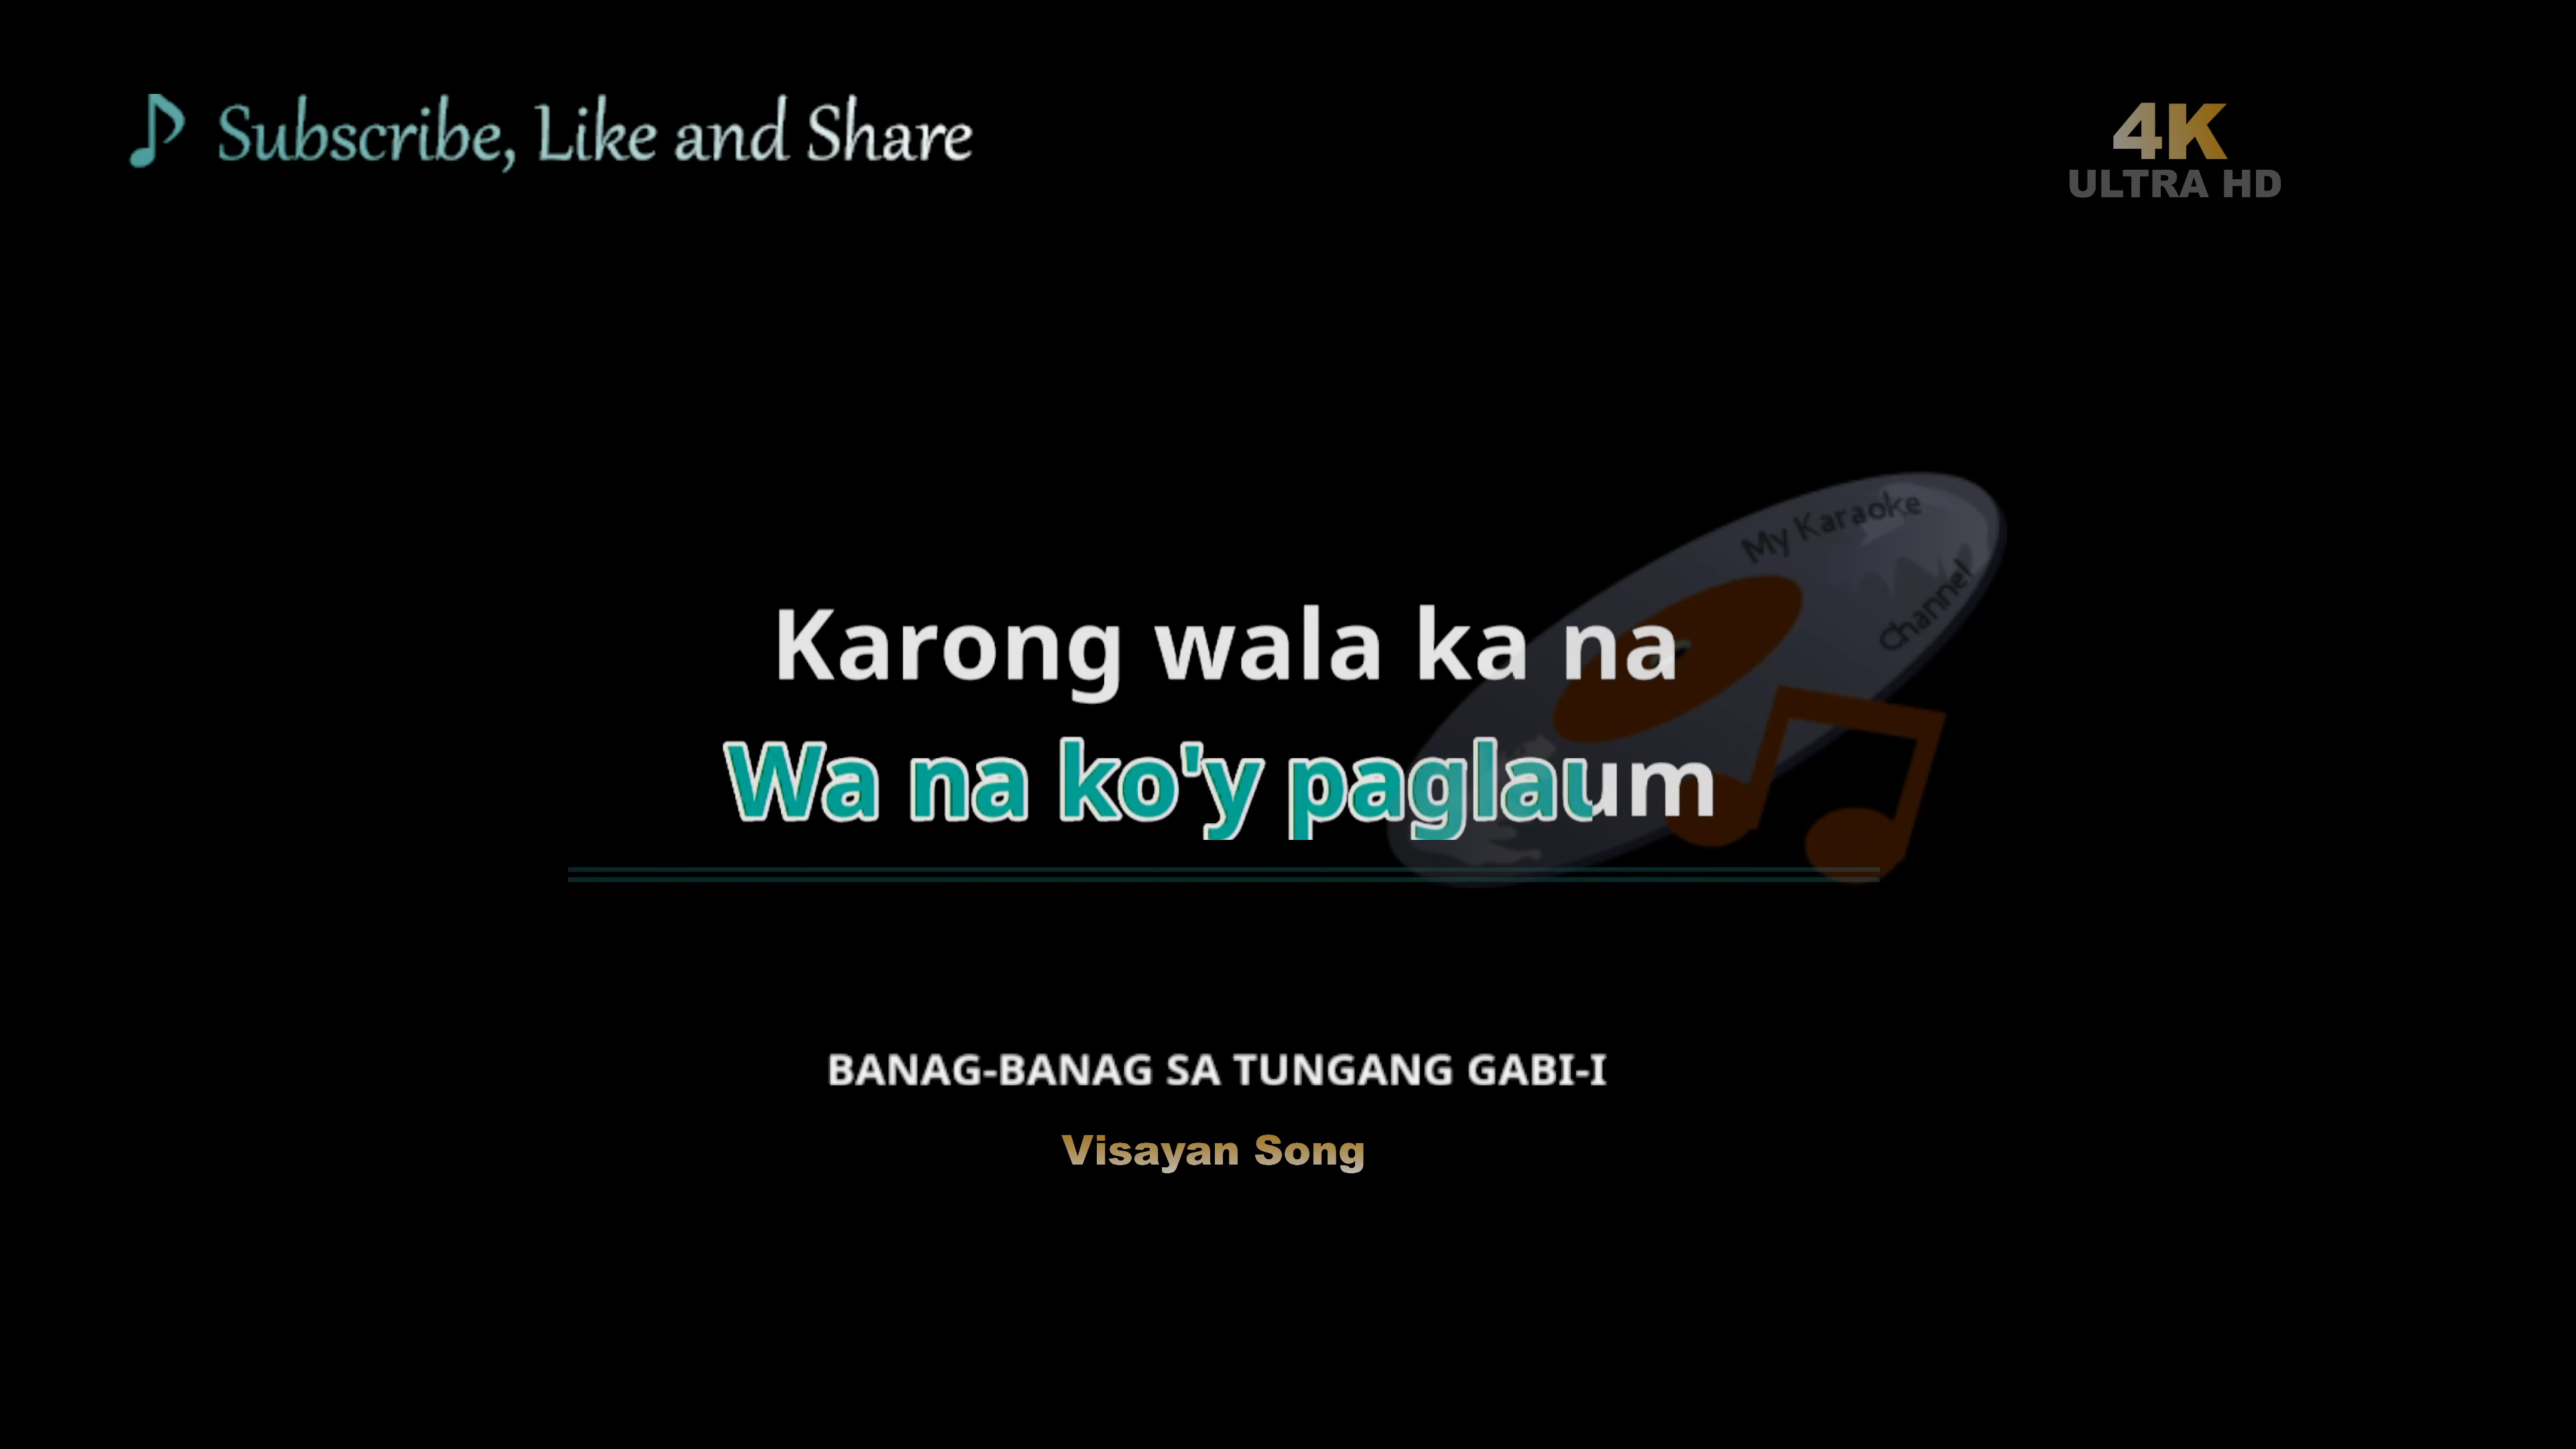 Subscribe, Like and Share
4K
ULTRA HD
My Karaoke
channel
Karong wala ka na
Wa na ko'y paglaum
BANAG-BANAG SA TUNGANG GABI-I
Visayan Song